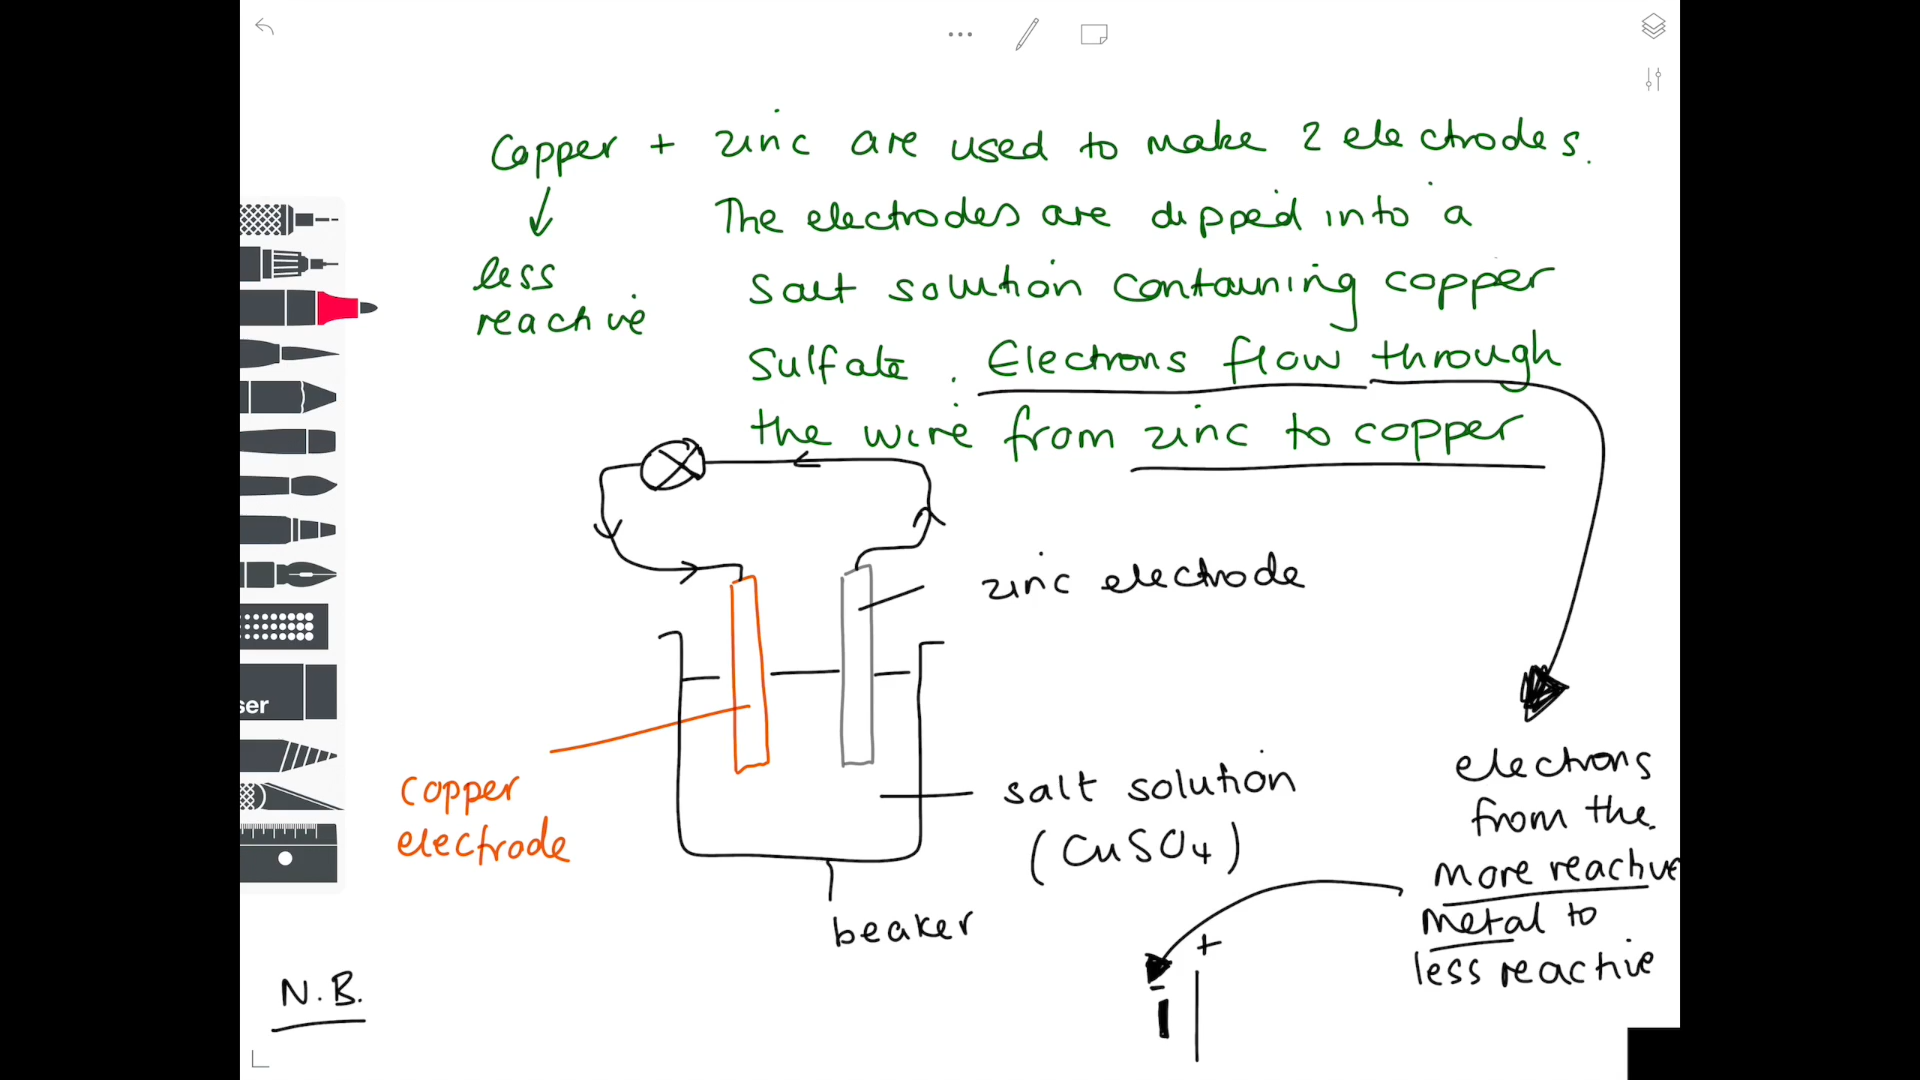 Copper + zinc are used to make 2 electrodes.
↓ The electrodes are dipped into a
less salt solution containing copper
reactive sulfate. Electrons flow through
the wire from zinc to copper
zinc electrode
copper
electrode
salt solution
(CuSO4)
beaker
electrons
from the
more reactive
metal to
less reactive
+
-
N.B.
ser